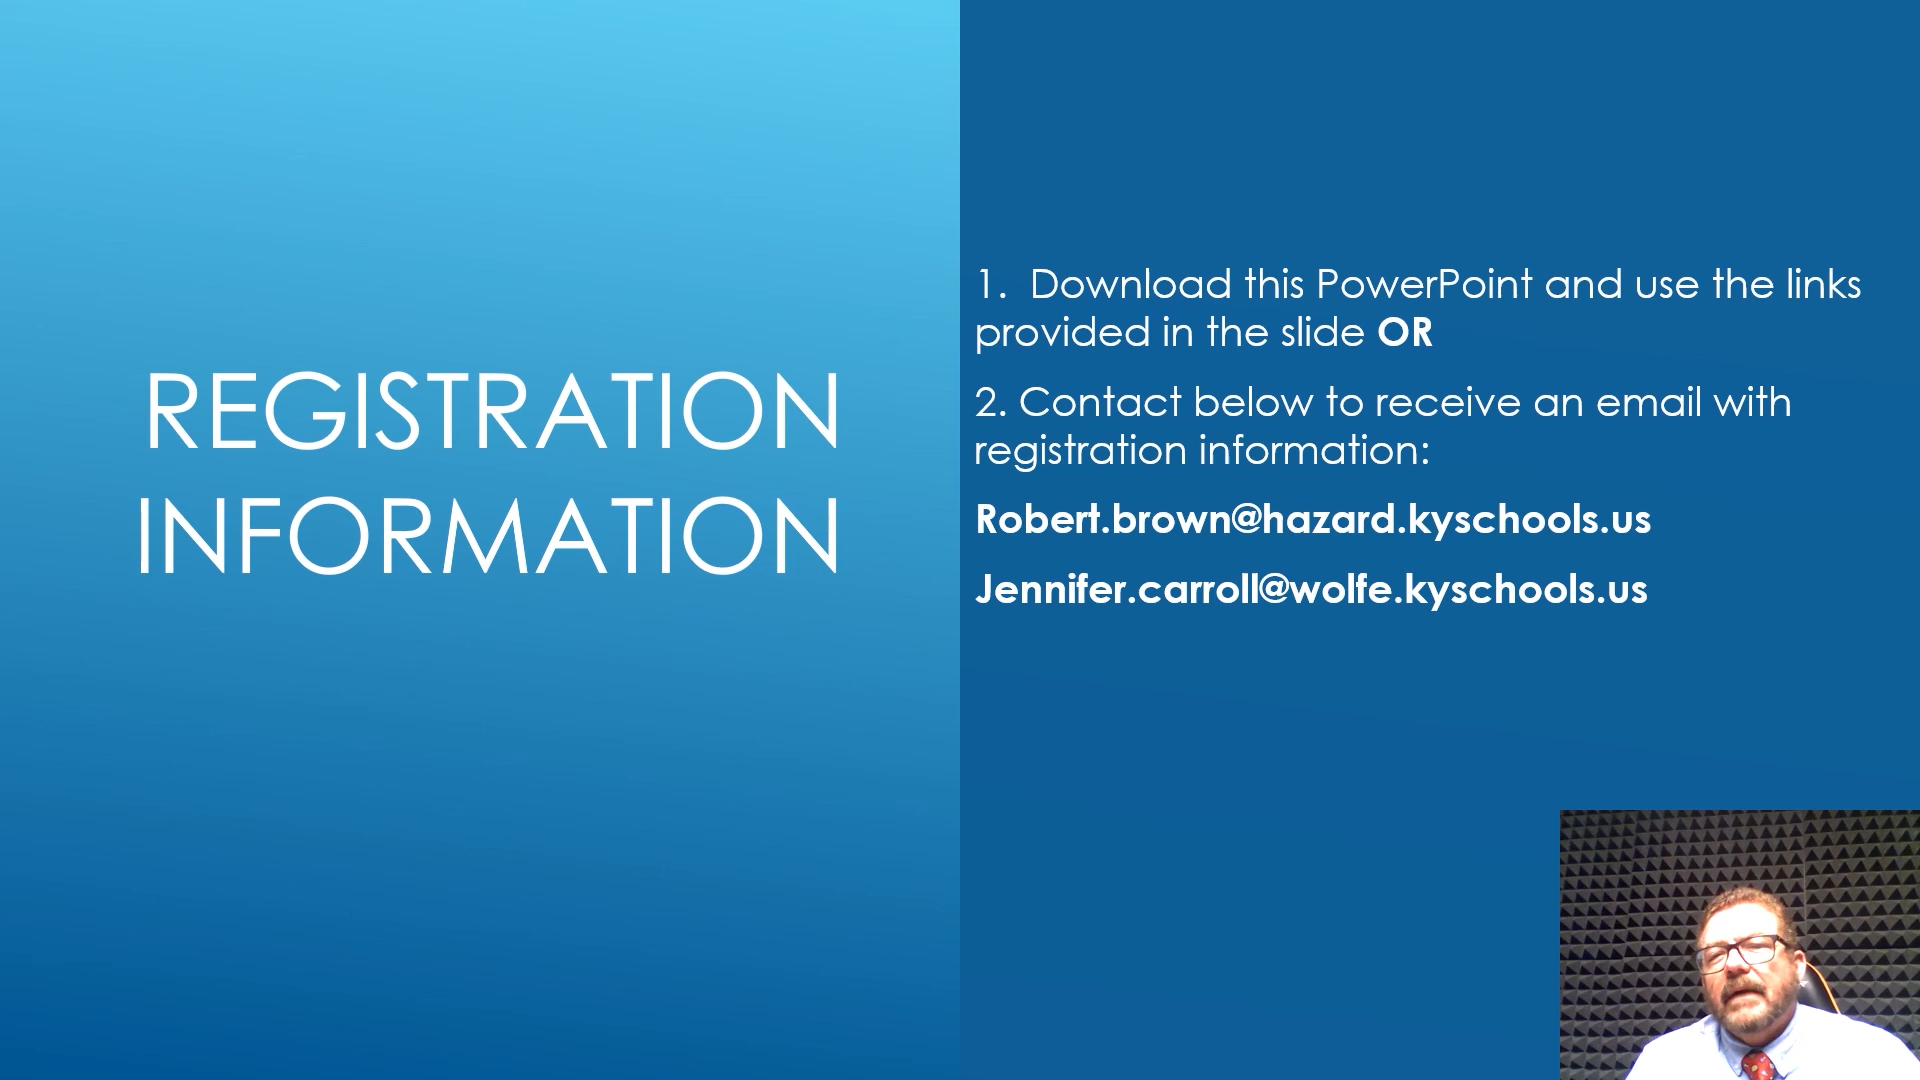 REGISTRATION
INFORMATION
1.  Download this PowerPoint and use the links
provided in the slide OR
2. Contact below to receive an email with
registration information:
Robert.brown@hazard.kyschools.us
Jennifer.carroll@wolfe.kyschools.us